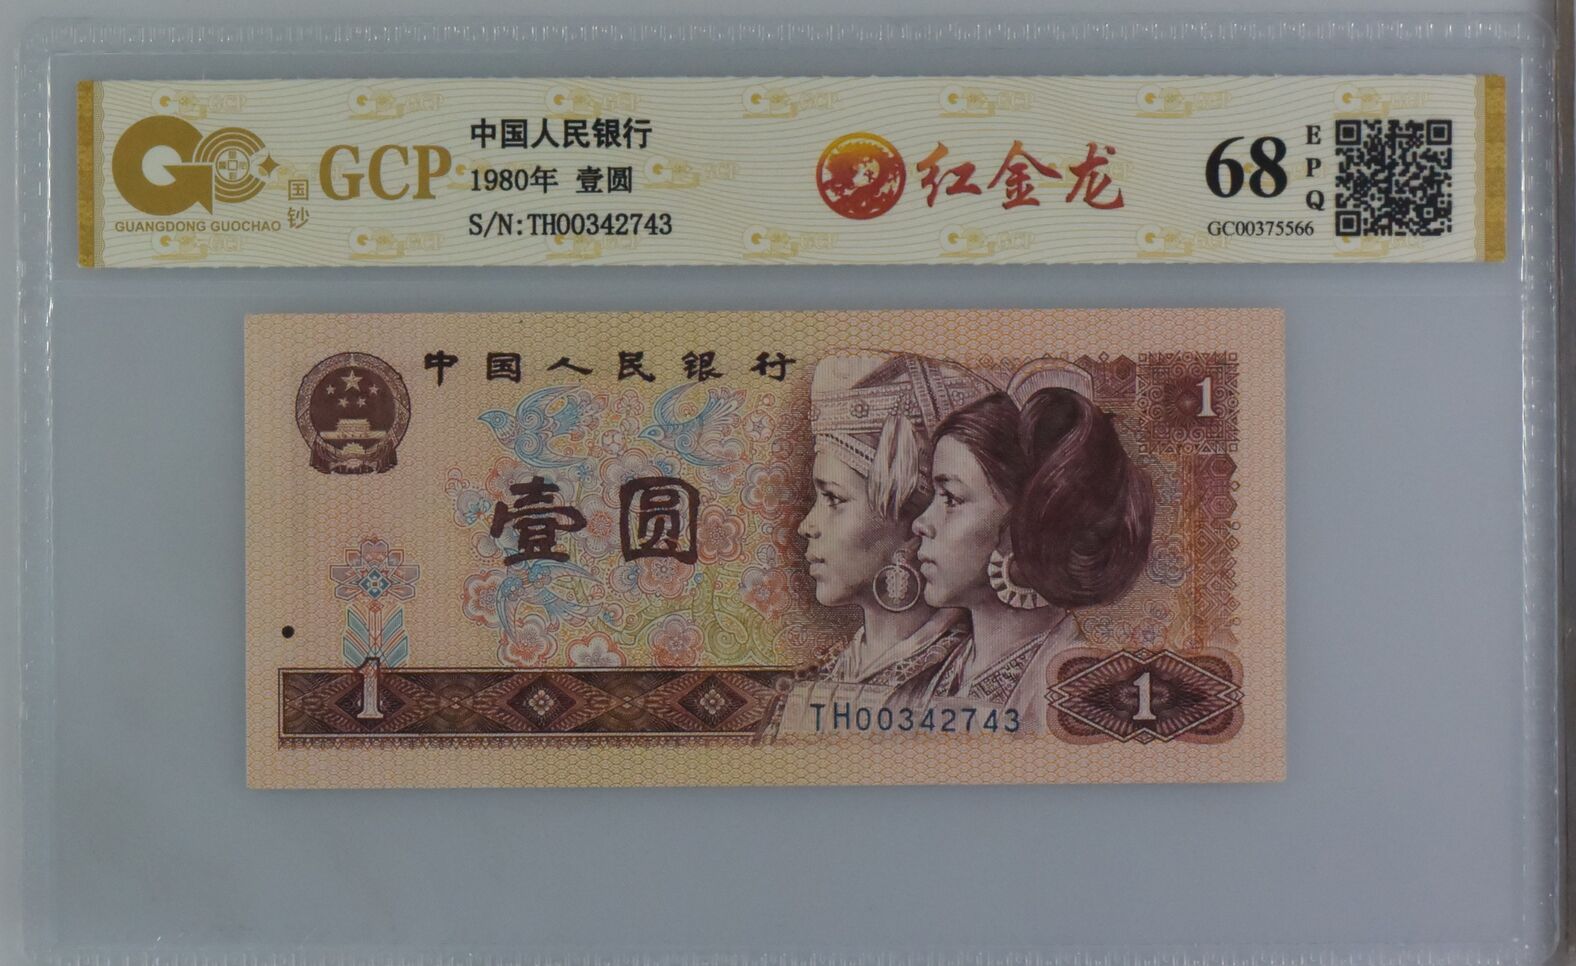 GUANGDONG GUOCHAO
国钞
GCP
中国人民银行
1980年 壹圆
S/N:TH00342743
红金龙
68
EPQ
GC00375566
中国人民银行
1
壹圆
1
TH00342743
1